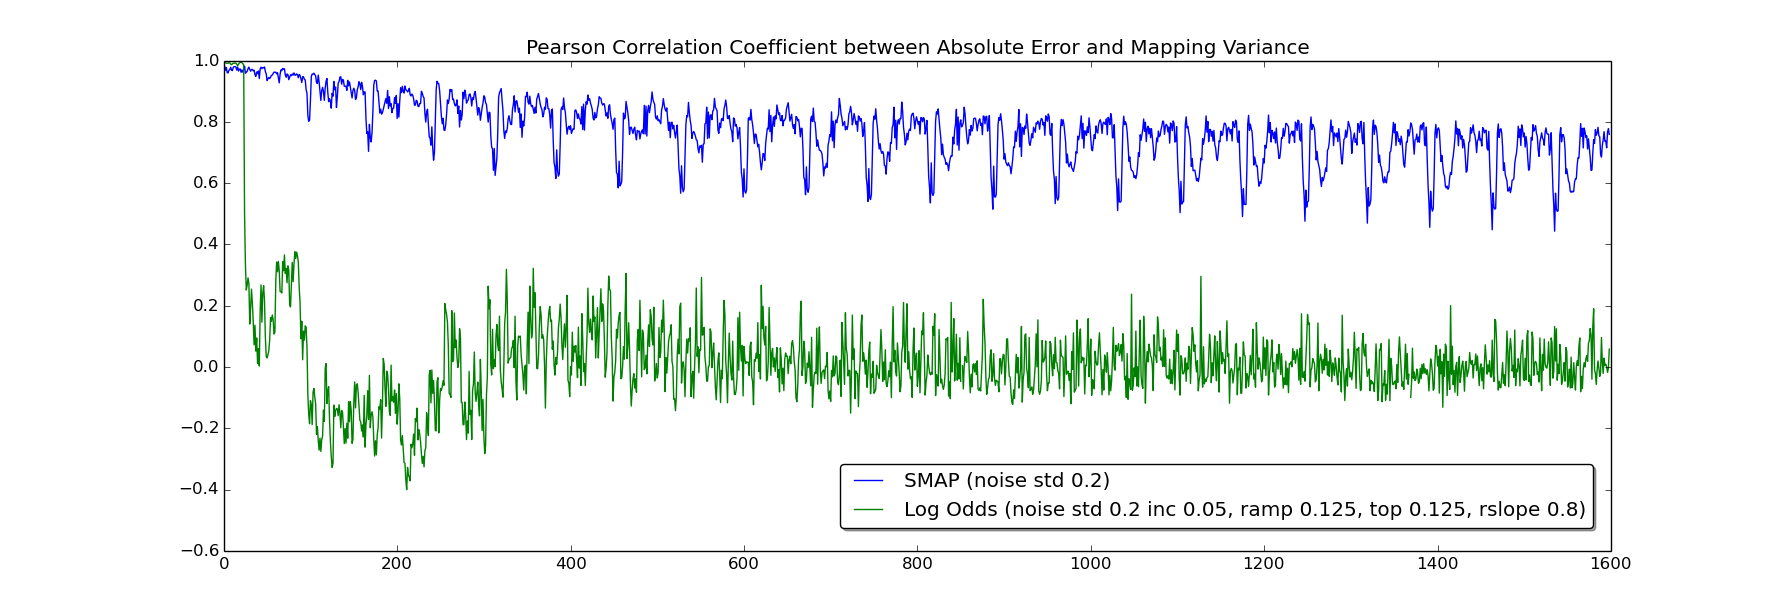 Pearson Correlation Coefficient between Absolute Error and Mapping Variance
1.0
0.8
0.6
0.4
0.2
0.0
−0.2
−0.4
−0.6
SMAP (noise std 0.2)
Log Odds (noise std 0.2 inc 0.05, ramp 0.125, top 0.125, rslope 0.8)
0 200 400 600 800 1000 1200 1400 1600